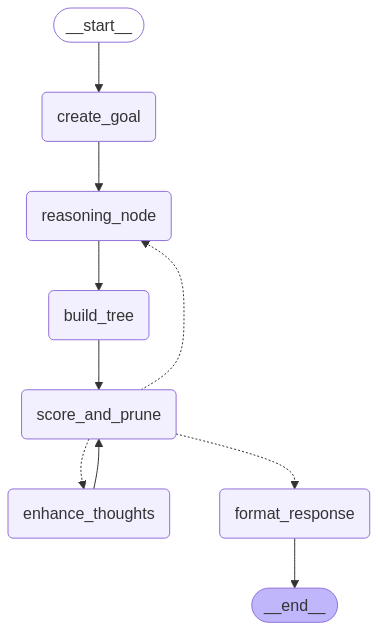 __start__
create_goal
reasoning_node
build_tree
score_and_prune
enhance_thoughts
format_response
__end__